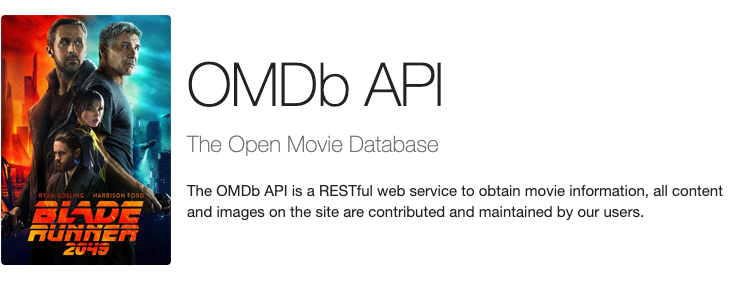 OMDb API
The Open Movie Database
The OMDb API is a RESTful web service to obtain movie information, all content
and images on the site are contributed and maintained by our users.
RYAN GOSLING HARRISON FORD
BLADE
RUNNER
2049